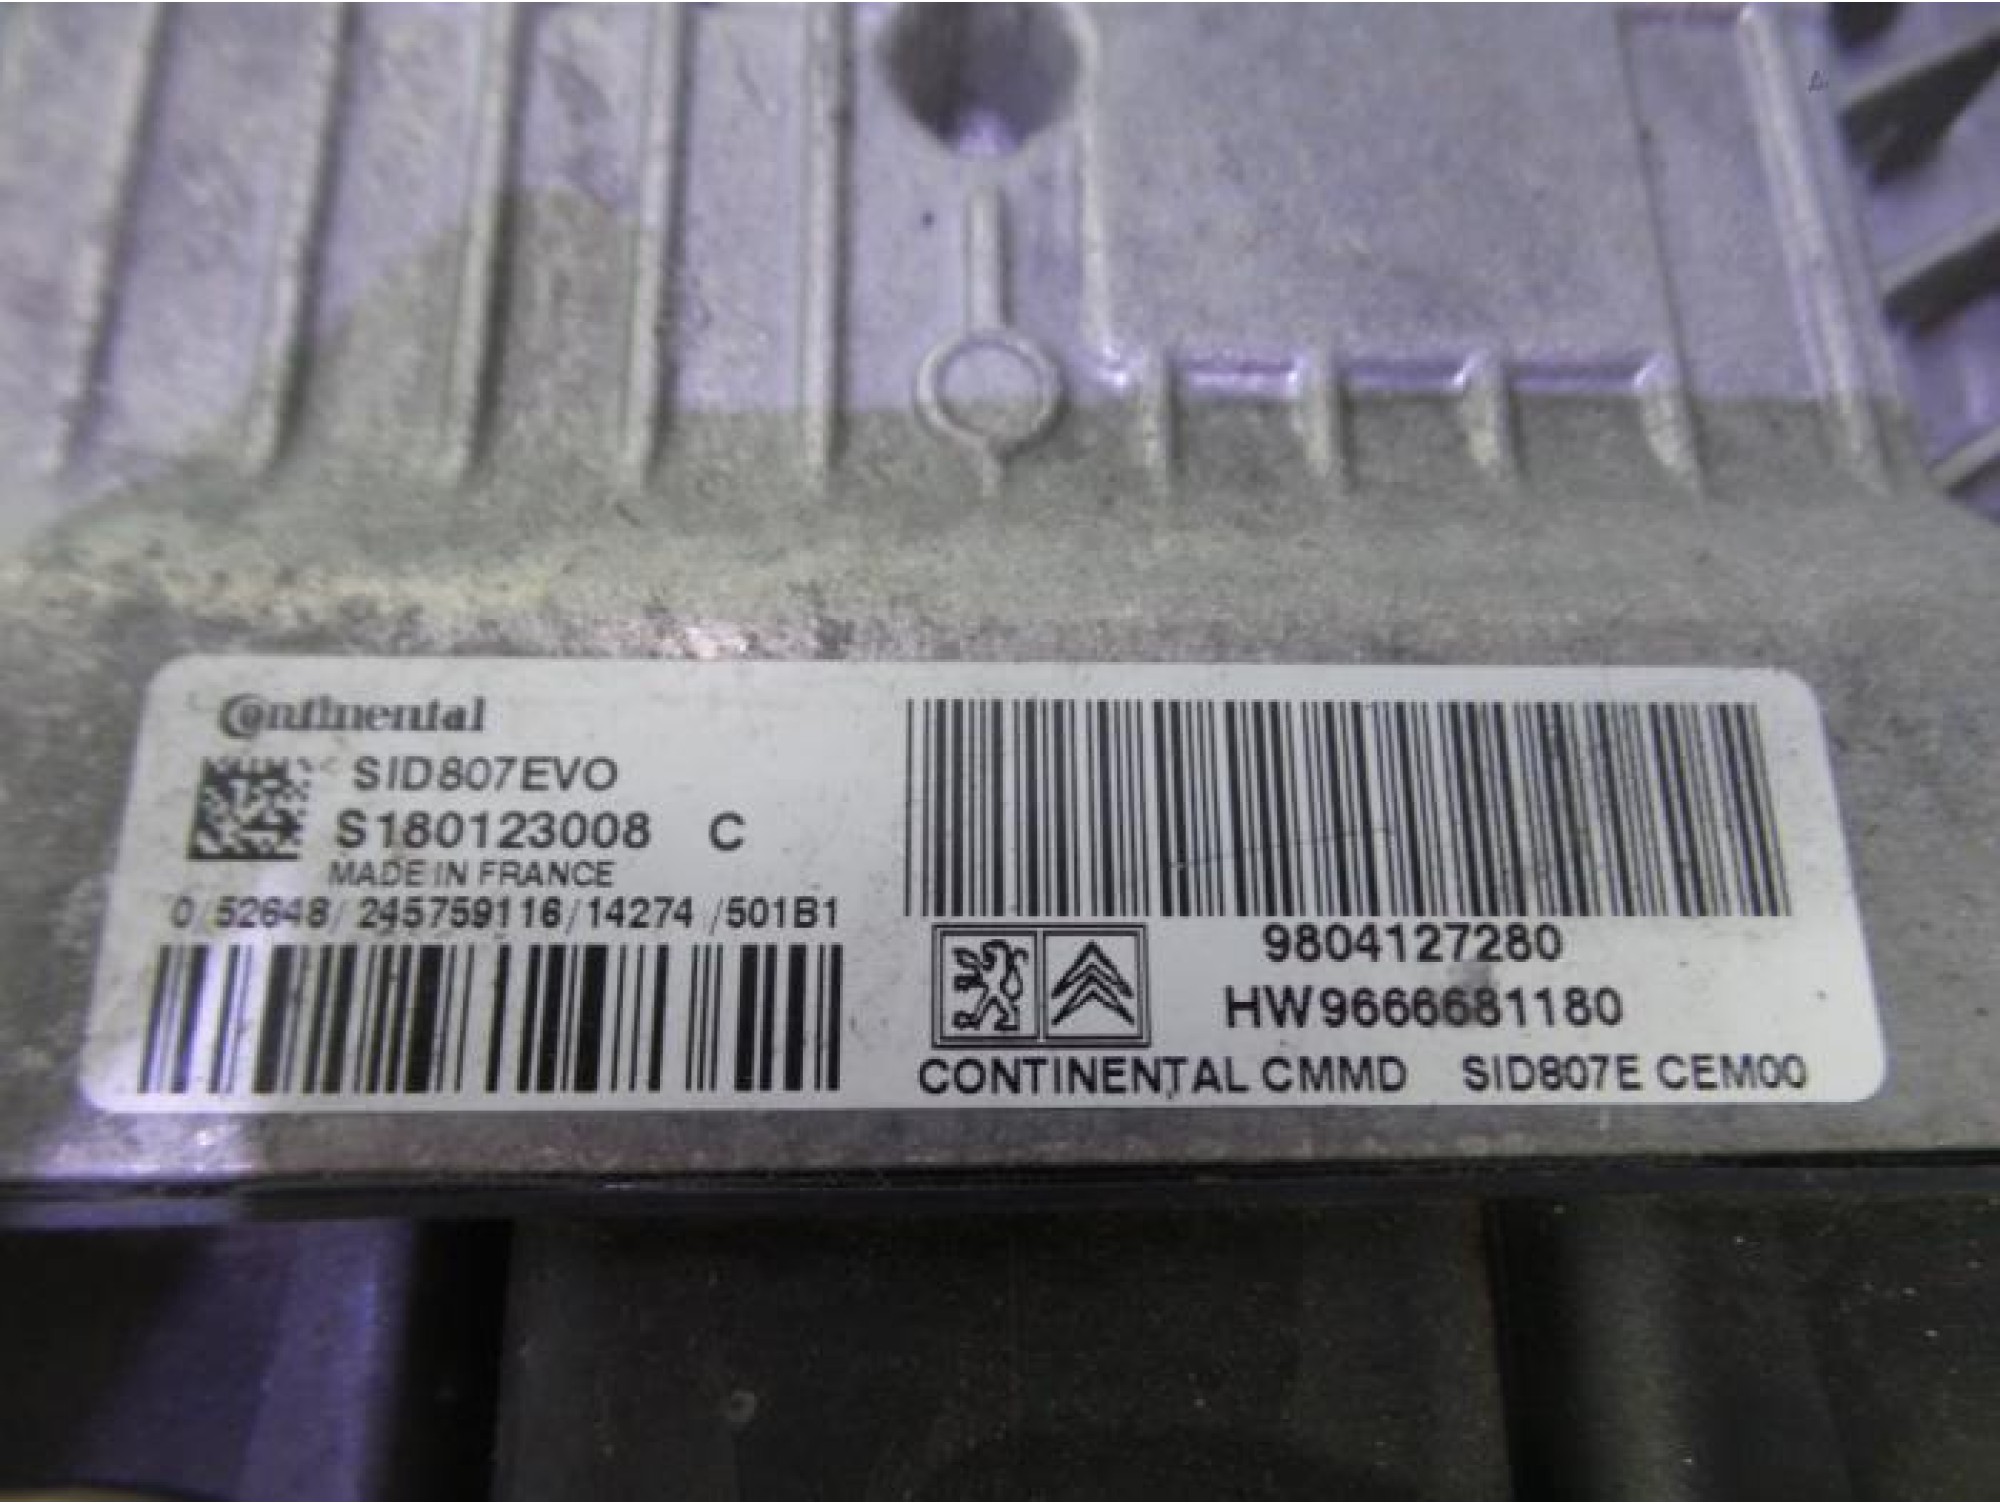 Continental
SID807EVO
S180123008 C
MADE IN FRANCE
0/52648/245759116/14274/501B1
9804127280
HW9666681180
CONTINENTAL CMMD SID807E CEM00